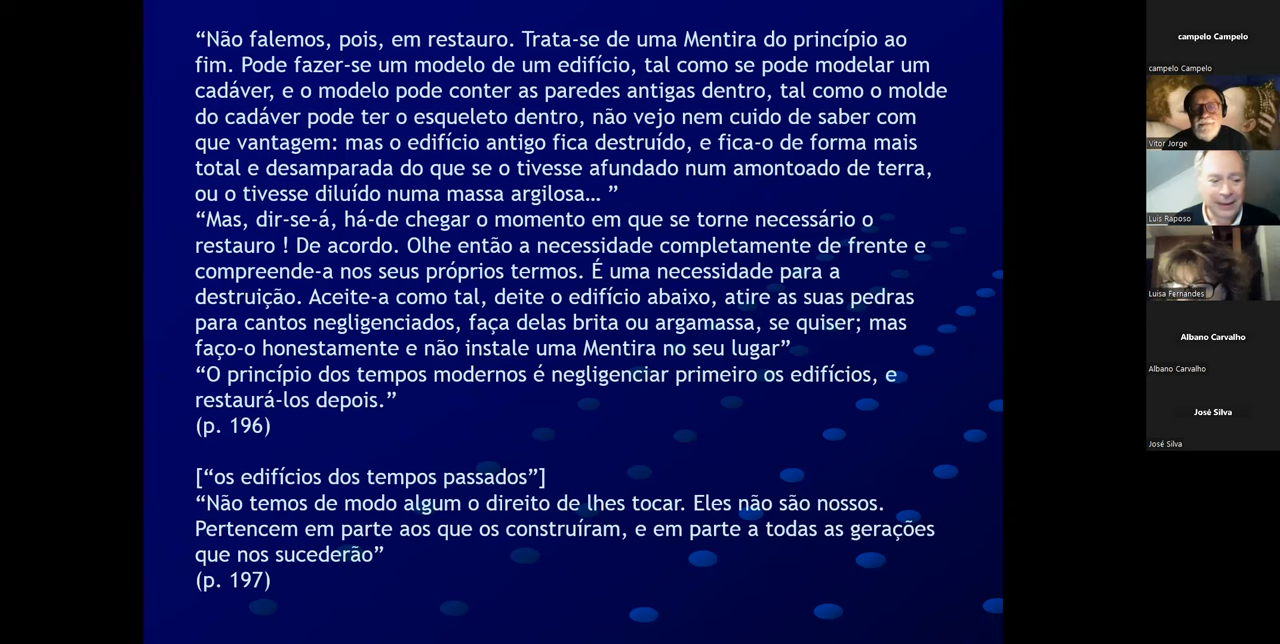 “Não falemos, pois, em restauro. Trata-se de uma Mentira do princípio ao
fim. Pode fazer-se um modelo de um edifício, tal como se pode modelar um
cadáver, e o modelo pode conter as paredes antigas dentro, tal como o molde
do cadáver pode ter o esqueleto dentro, não vejo nem cuido de saber com
que vantagem: mas o edifício antigo fica destruído, e fica-o de forma mais
total e desamparada do que se o tivesse afundado num amontoado de terra,
ou o tivesse diluído numa massa argilosa… ”
“Mas, dir-se-á, há-de chegar o momento em que se torne necessário o
restauro ! De acordo. Olhe então a necessidade completamente de frente e
compreende-a nos seus próprios termos. É uma necessidade para a
destruição. Aceite-a como tal, deite o edifício abaixo, atire as suas pedras
para cantos negligenciados, faça delas brita ou argamassa, se quiser; mas
faço-o honestamente e não instale uma Mentira no seu lugar”
“O princípio dos tempos modernos é negligenciar primeiro os edifícios, e
restaurá-los depois.”
(p. 196)
[“os edifícios dos tempos passados”]
“Não temos de modo algum o direito de lhes tocar. Eles não são nossos.
Pertencem em parte aos que os construíram, e em parte a todas as gerações
que nos sucederão”
(p. 197)
campelo Campelo
campelo Campelo
Vítor Jorge
Luis Raposo
Luisa Fernandes
Albano Carvalho
Albano Carvalho
José Silva
José Silva